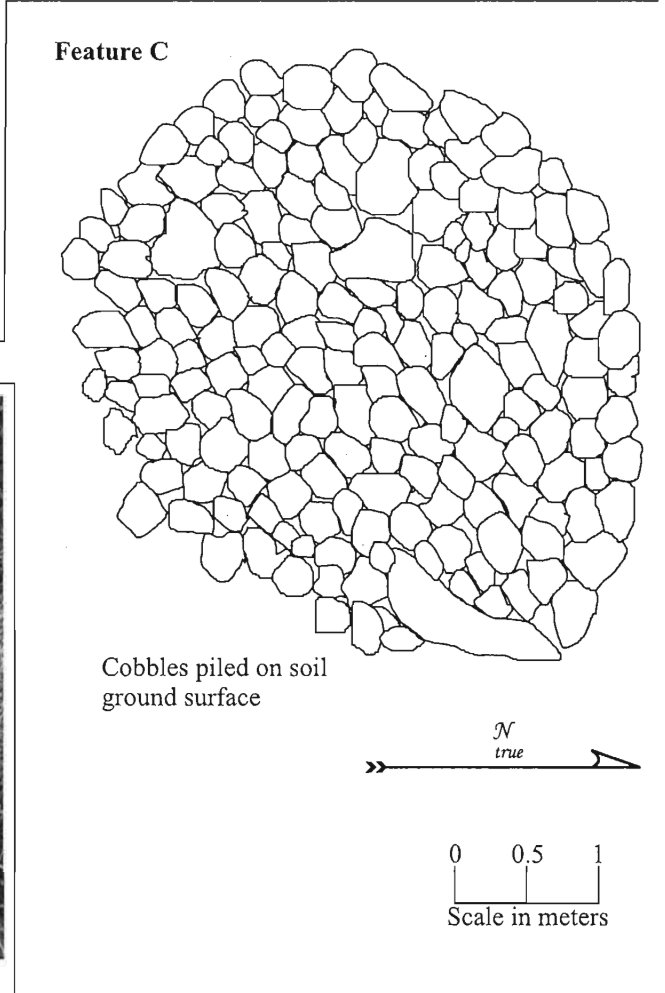 Feature C
Cobbles piled on soil
ground surface
N
true
0 0.5 1
Scale in meters